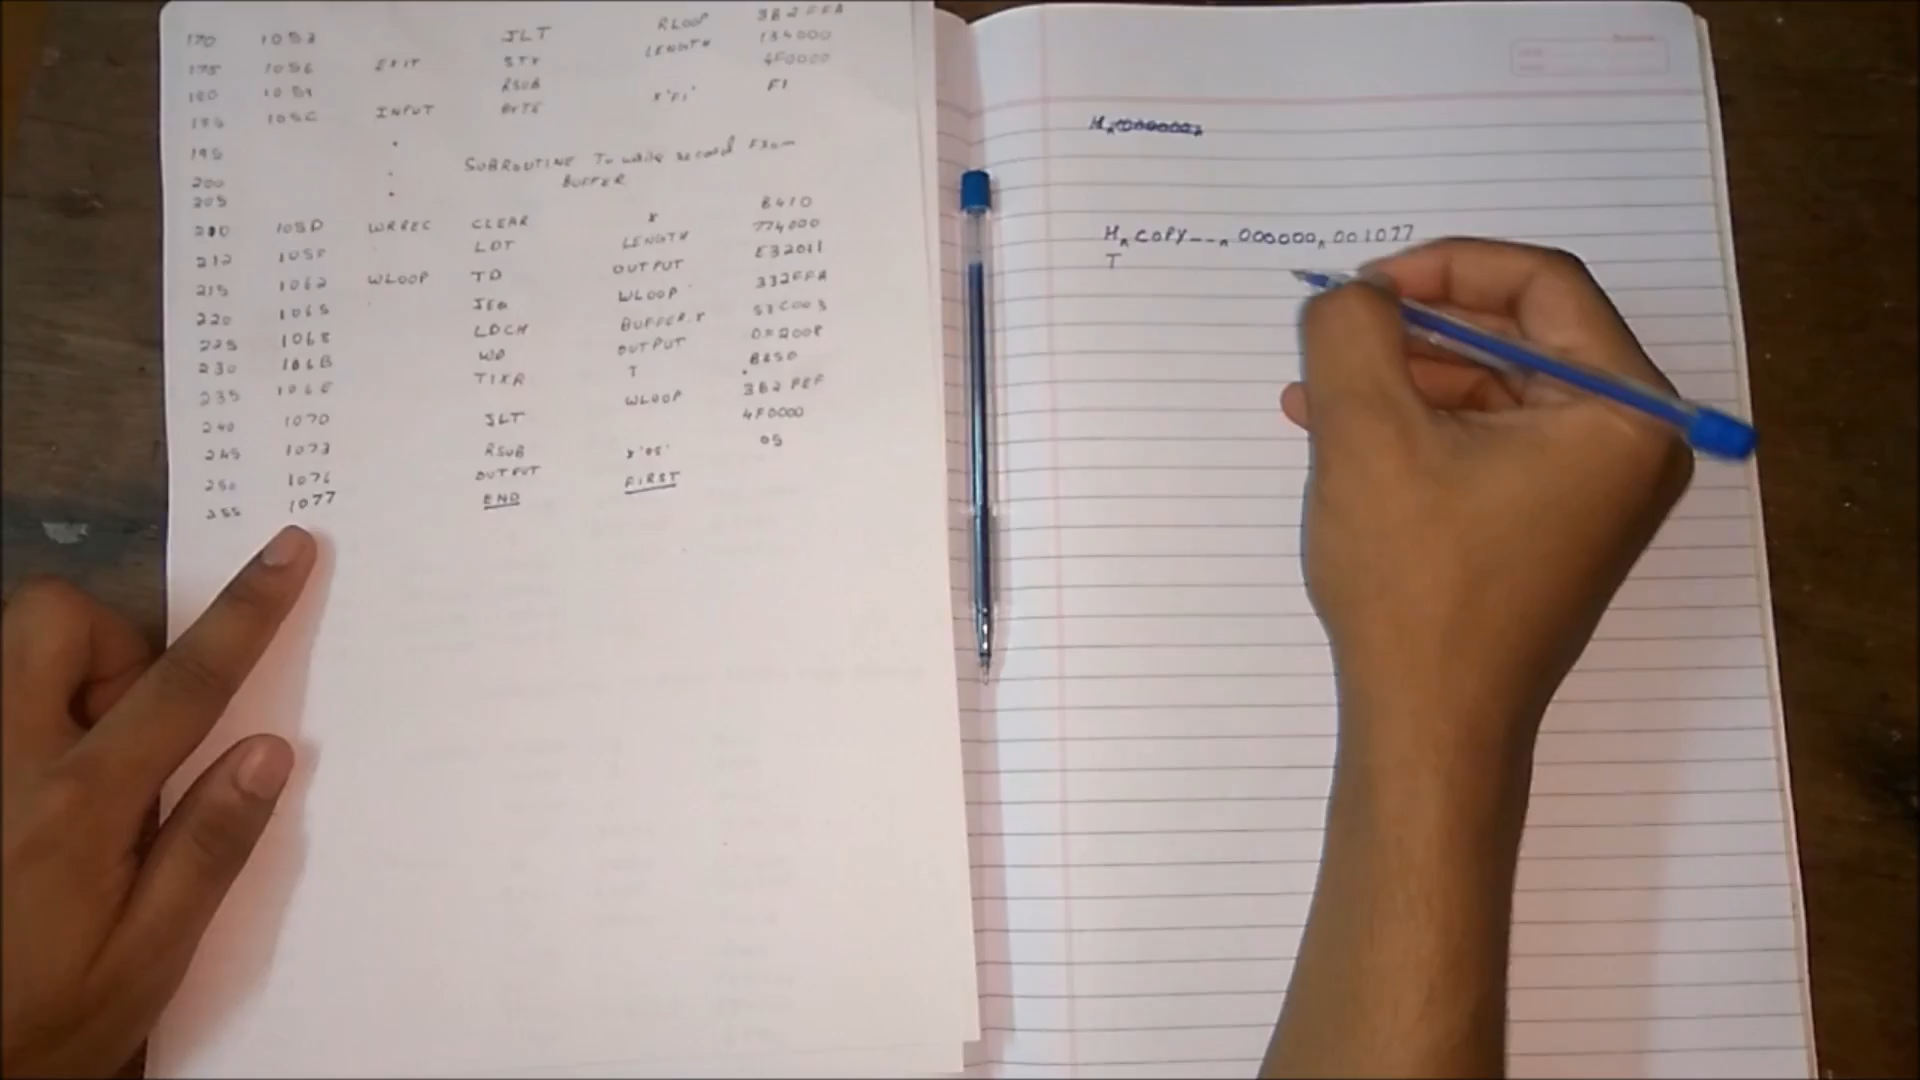 170 1053 JLT RLOOP 3B2FFA
175 1056 EXIT STX LENGTH 134000
180 1059 RSUB 4F0000
185 105C INPUT BYTE X'F1' F1
195 .
200 . SUBROUTINE To write record From
205 . BUFFER
210 105D WRREC CLEAR X B410
212 105F LDT LENGTH 774000
215 1062 WLOOP TD OUTPUT E32011
220 1065 JEQ WLOOP 332FFA
225 1068 LDCH BUFFER,X 53C003
230 106B WD OUTPUT DF2008
235 106E TIXR T B850
240 1070 JLT WLOOP 3B2FEF
245 1073 RSUB 4F0000
250 1076 OUTPUT X'05' 05
255 1077 END FIRST
H^COPY--^000000^001077
T